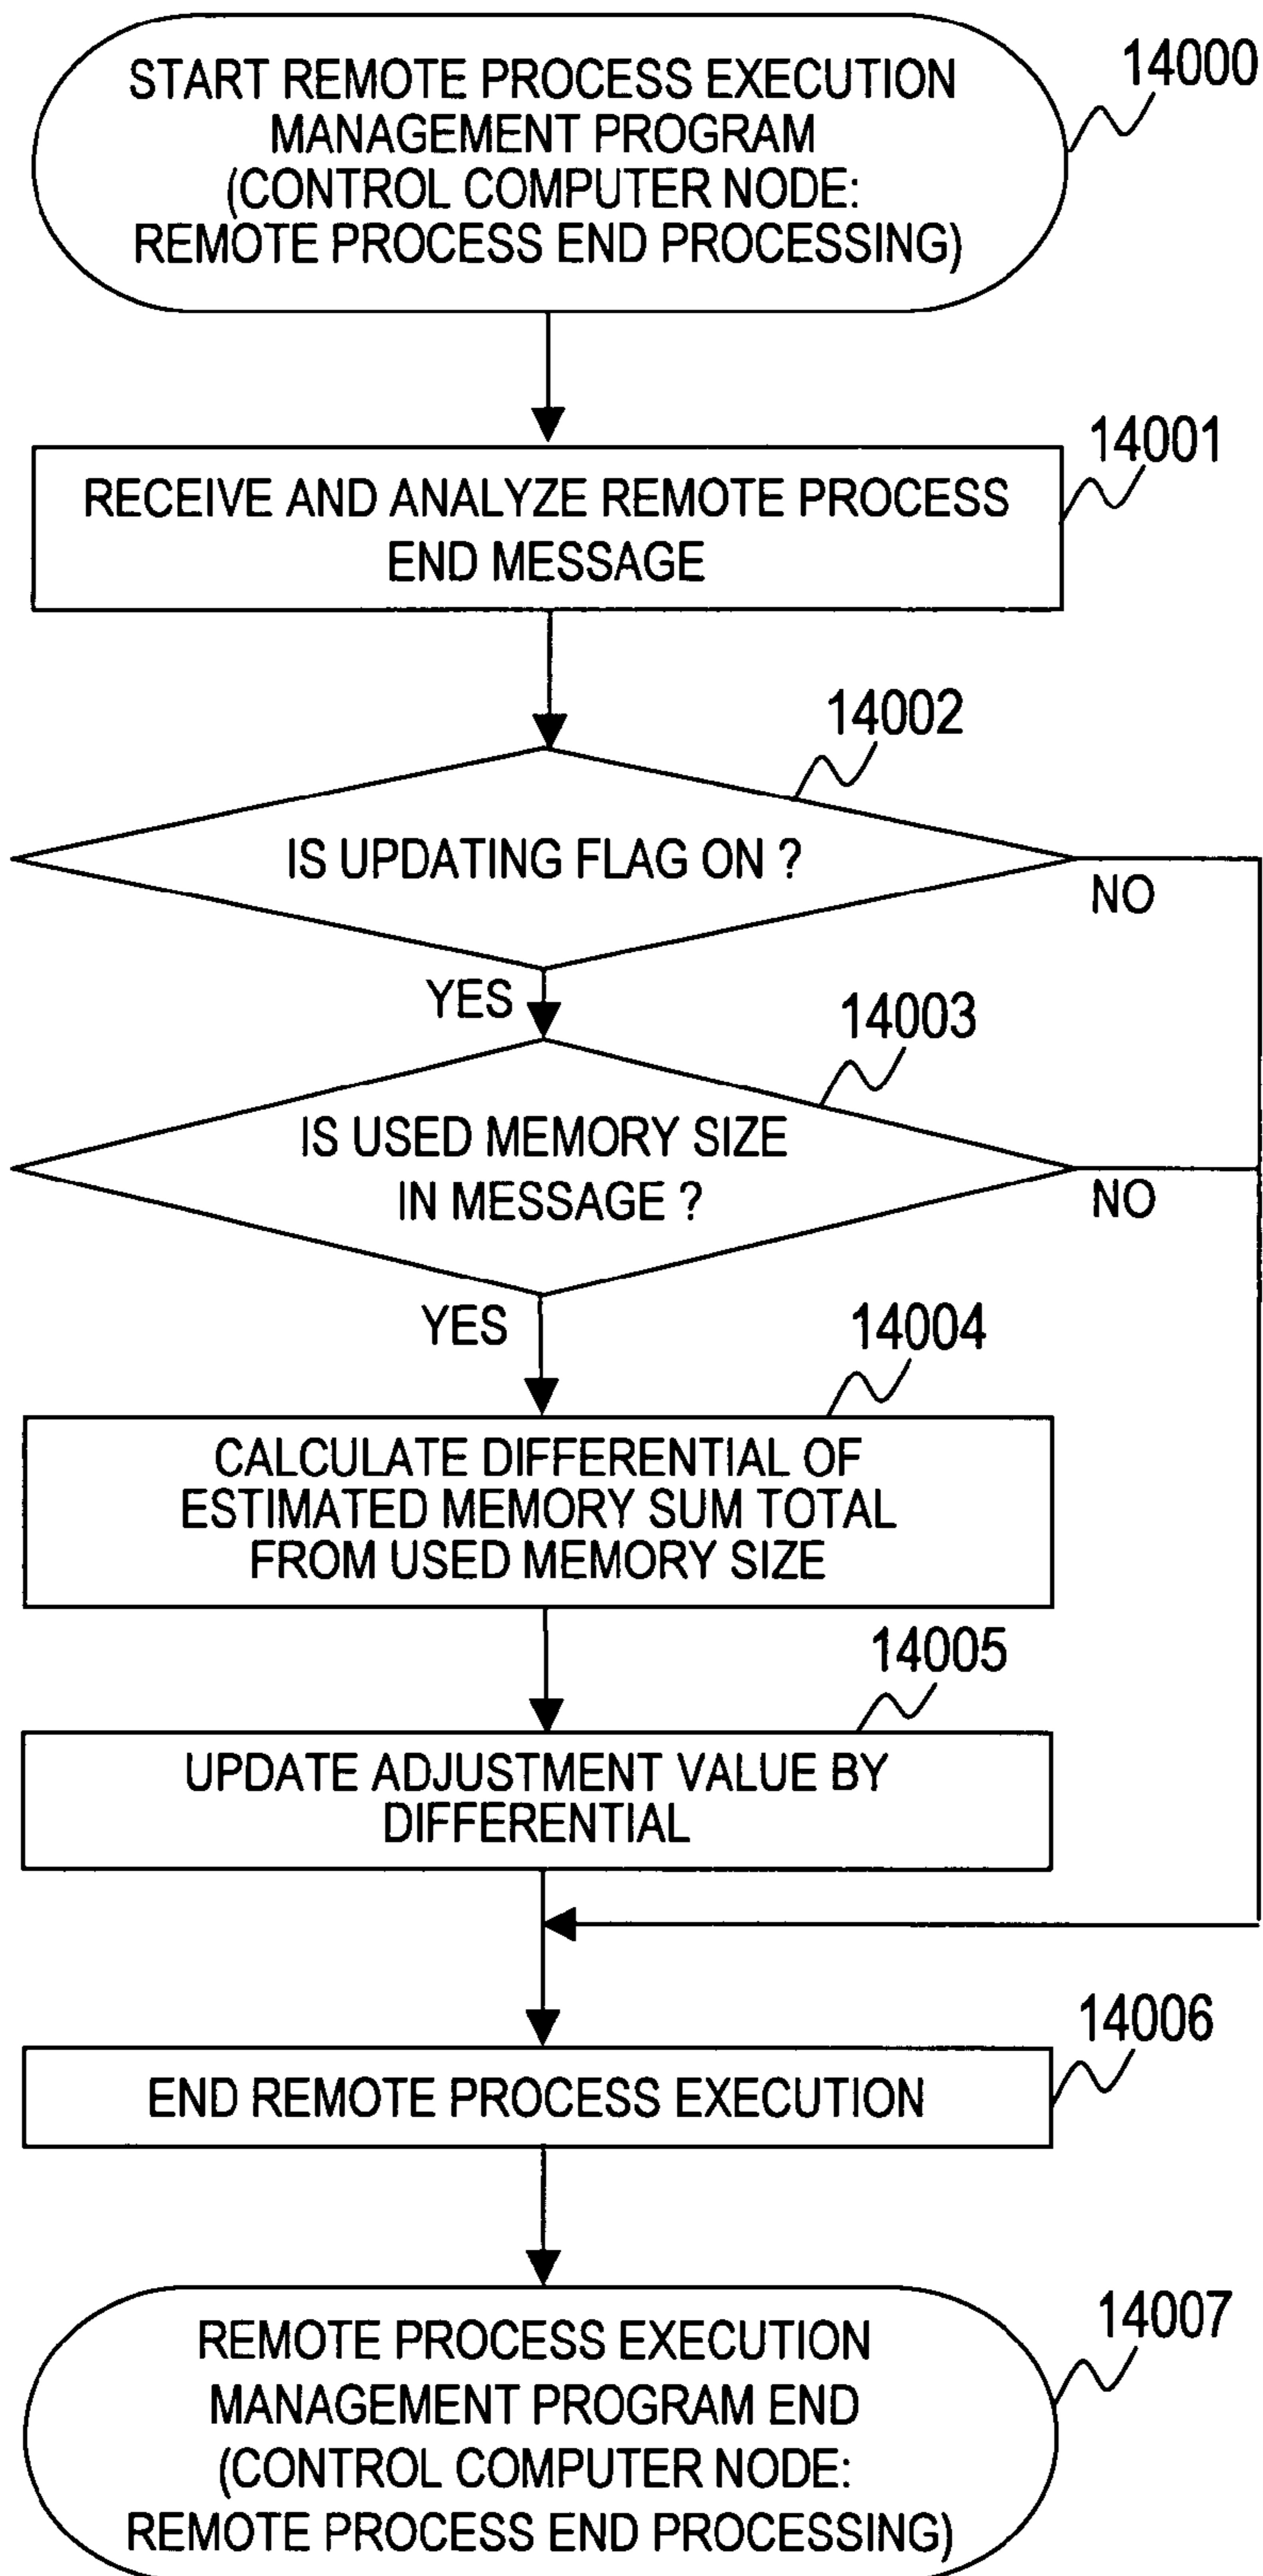 START REMOTE PROCESS EXECUTION
MANAGEMENT PROGRAM
(CONTROL COMPUTER NODE:
REMOTE PROCESS END PROCESSING)
14000
RECEIVE AND ANALYZE REMOTE PROCESS
END MESSAGE
14001
14002
IS UPDATING FLAG ON ?
NO
YES
14003
IS USED MEMORY SIZE
IN MESSAGE ?
NO
YES
14004
CALCULATE DIFFERENTIAL OF
ESTIMATED MEMORY SUM TOTAL
FROM USED MEMORY SIZE
14005
UPDATE ADJUSTMENT VALUE BY
DIFFERENTIAL
14006
END REMOTE PROCESS EXECUTION
14007
REMOTE PROCESS EXECUTION
MANAGEMENT PROGRAM END
(CONTROL COMPUTER NODE:
REMOTE PROCESS END PROCESSING)